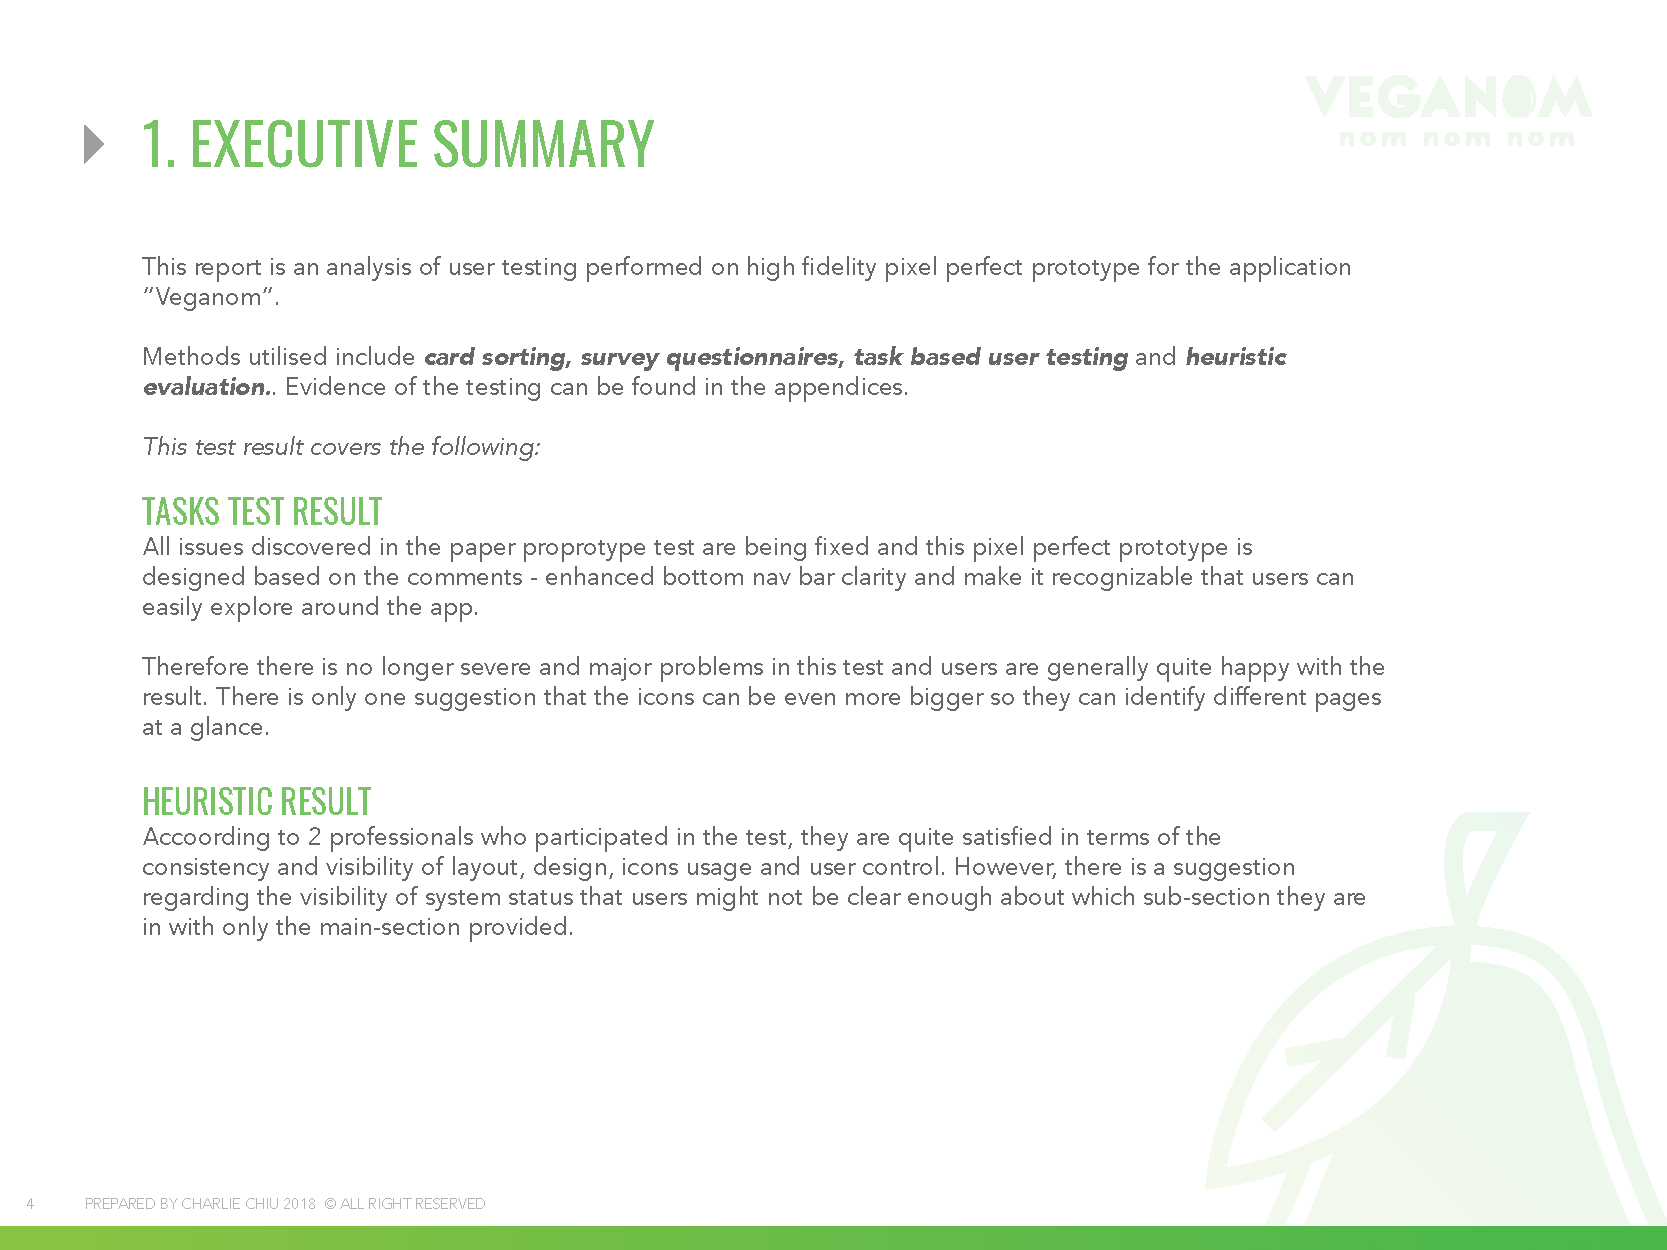 VEGANOM
nom nom nom
1. EXECUTIVE SUMMARY
This report is an analysis of user testing performed on high fidelity pixel perfect prototype for the application
“Veganom”.
Methods utilised include card sorting, survey questionnaires, task based user testing and heuristic
evaluation.. Evidence of the testing can be found in the appendices.
This test result covers the following:
TASKS TEST RESULT
All issues discovered in the paper proprotype test are being fixed and this pixel perfect prototype is
designed based on the comments - enhanced bottom nav bar clarity and make it recognizable that users can
easily explore around the app.
Therefore there is no longer severe and major problems in this test and users are generally quite happy with the
result. There is only one suggestion that the icons can be even more bigger so they can identify different pages
at a glance.
HEURISTIC RESULT
Accoording to 2 professionals who participated in the test, they are quite satisfied in terms of the
consistency and visibility of layout, design, icons usage and user control. However, there is a suggestion
regarding the visibility of system status that users might not be clear enough about which sub-section they are
in with only the main-section provided.
4 PREPARED BY CHARLIE CHIU 2018 © ALL RIGHT RESERVED